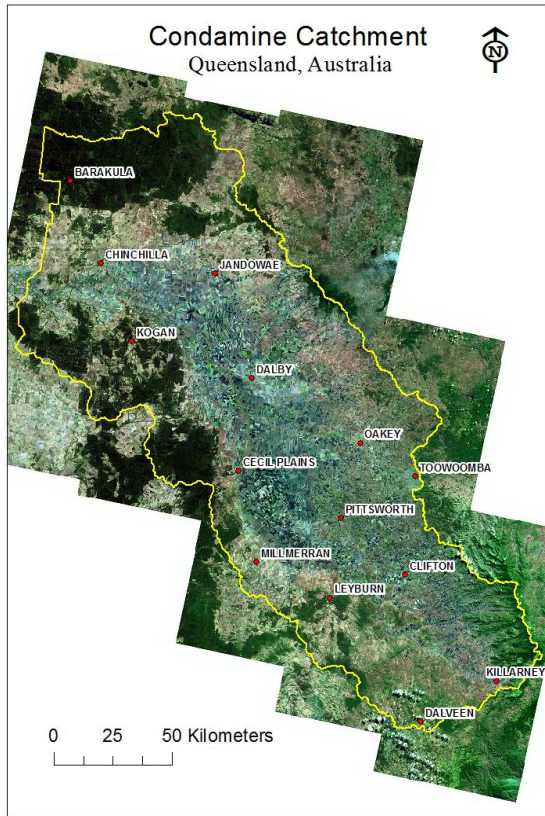 Condamine Catchment
Queensland, Australia
N
BARAKULA
CHINCHILLA
JANDOWAE
KOGAN
DALBY
OAKEY
CECIL PLAINS
TOOWOOMBA
PITTSWORTH
MILLMERRAN
CLIFTON
LEYBURN
KILLARNEY
DALVEEN
0 25 50 Kilometers